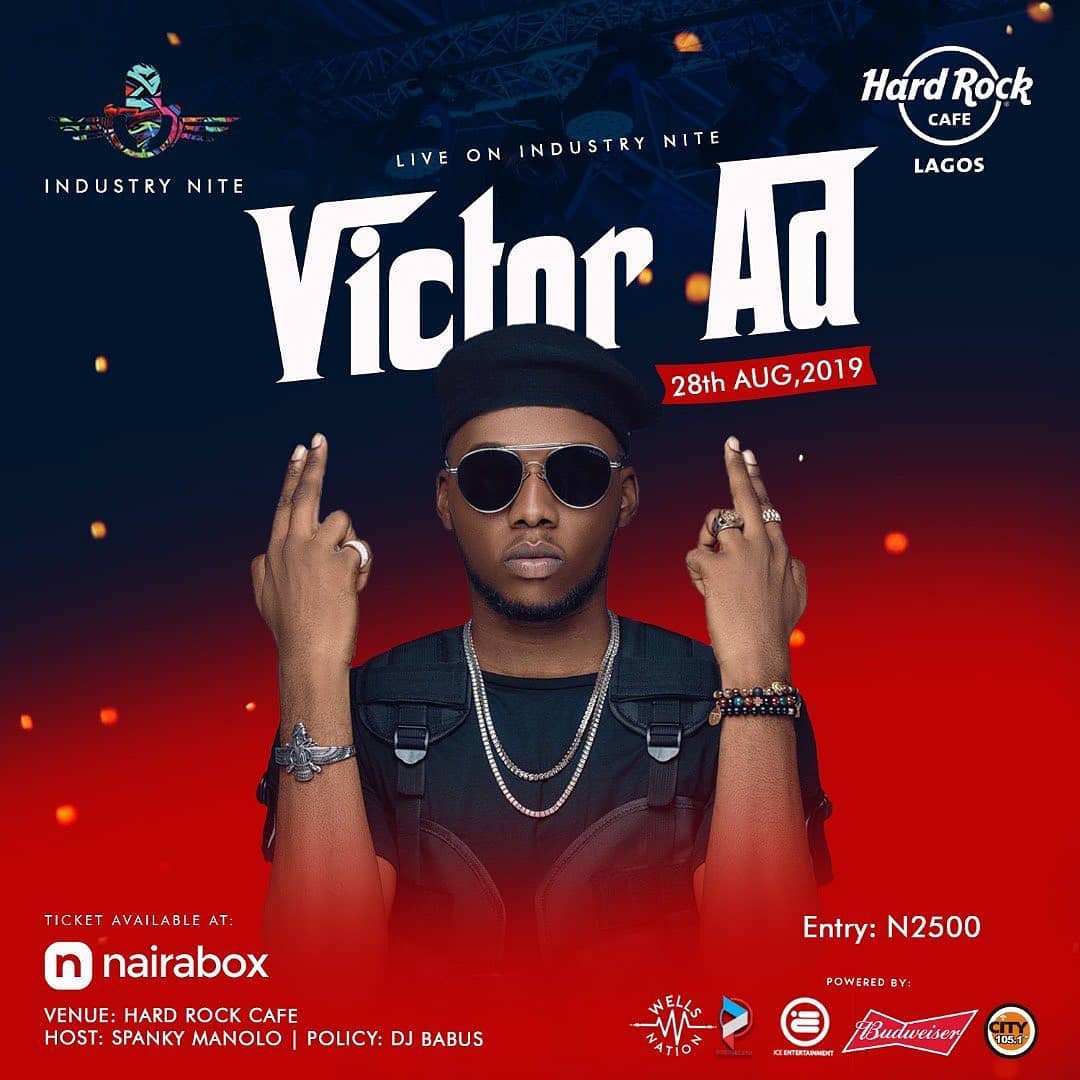 INDUSTRY NITE
Hard Rock
CAFE
LAGOS
LIVE ON INDUSTRY NITE
Victor Ad
28th AUG,2019
TICKET AVAILABLE AT:
n nairabox
VENUE: HARD ROCK CAFE
HOST: SPANKY MANOLO | POLICY: DJ BABUS
Entry: N2500
POWERED BY:
WELLS
NATION
ICE ENTERTAINMENT
Budweiser
CITY
105.1